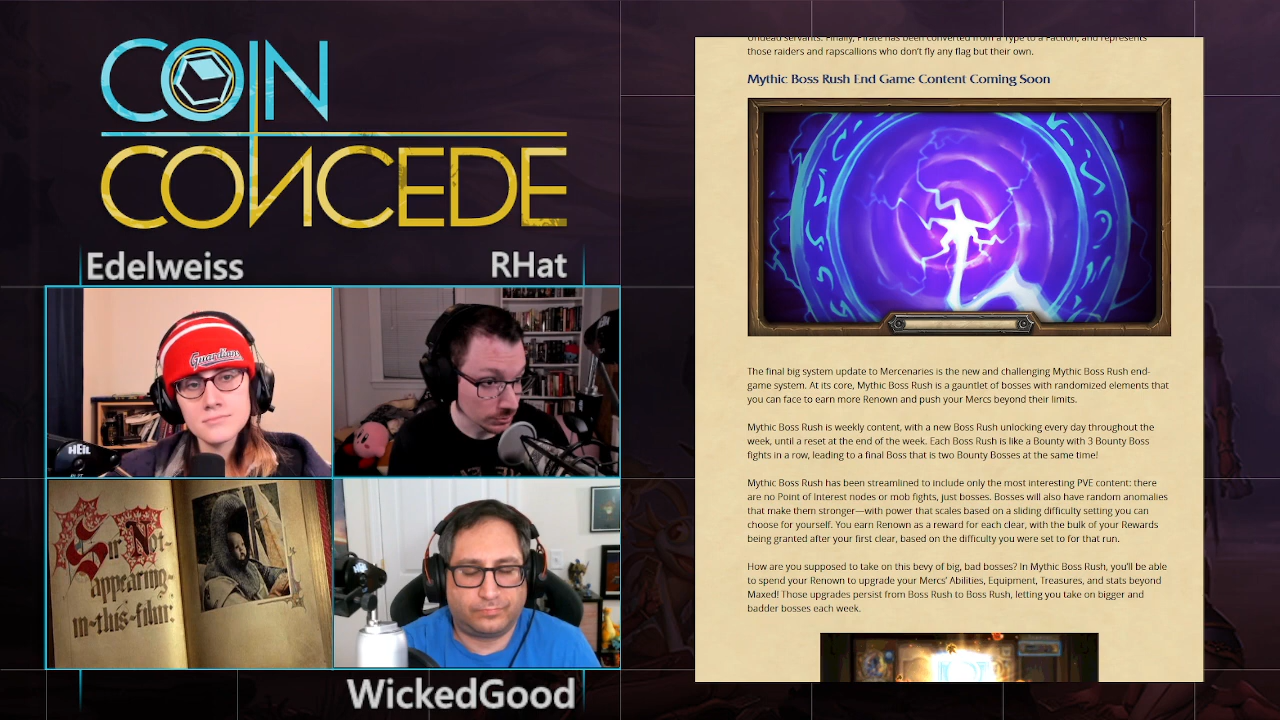 COIN
CONCEDE
Edelweiss
RHat
Guardians
HEIL
Sir Not-
appearing-
in-this-film:
WickedGood
undead servants. Finally, Pirate has been converted from a Type to a Faction, and represents
those raiders and rapscallions who don't fly any flag but their own.
Mythic Boss Rush End Game Content Coming Soon
The final big system update to Mercenaries is the new and challenging Mythic Boss Rush end-
game system. At its core, Mythic Boss Rush is a gauntlet of bosses with randomized elements that
you can face to earn more Renown and push your Mercs beyond their limits.
Mythic Boss Rush is weekly content, with a new Boss Rush unlocking every day throughout the
week, until a reset at the end of the week. Each Boss Rush is like a Bounty with 3 Bounty Boss
fights in a row, leading to a final Boss that is two Bounty Bosses at the same time!
Mythic Boss Rush has been streamlined to include only the most interesting PVE content: there
are no Point of Interest nodes or mob fights, just bosses. Bosses will also have random anomalies
that make them stronger—with power that scales based on a sliding difficulty setting you can
choose for yourself. You earn Renown as a reward for each clear, with the bulk of your Rewards
being granted after your first clear, based on the difficulty you were set to for that run.
How are you supposed to take on this bevy of big, bad bosses? In Mythic Boss Rush, you'll be able
to spend your Renown to upgrade your Mercs' Abilities, Equipment, Treasures, and stats beyond
Maxed! Those upgrades persist from Boss Rush to Boss Rush, letting you take on bigger and
badder bosses each week.